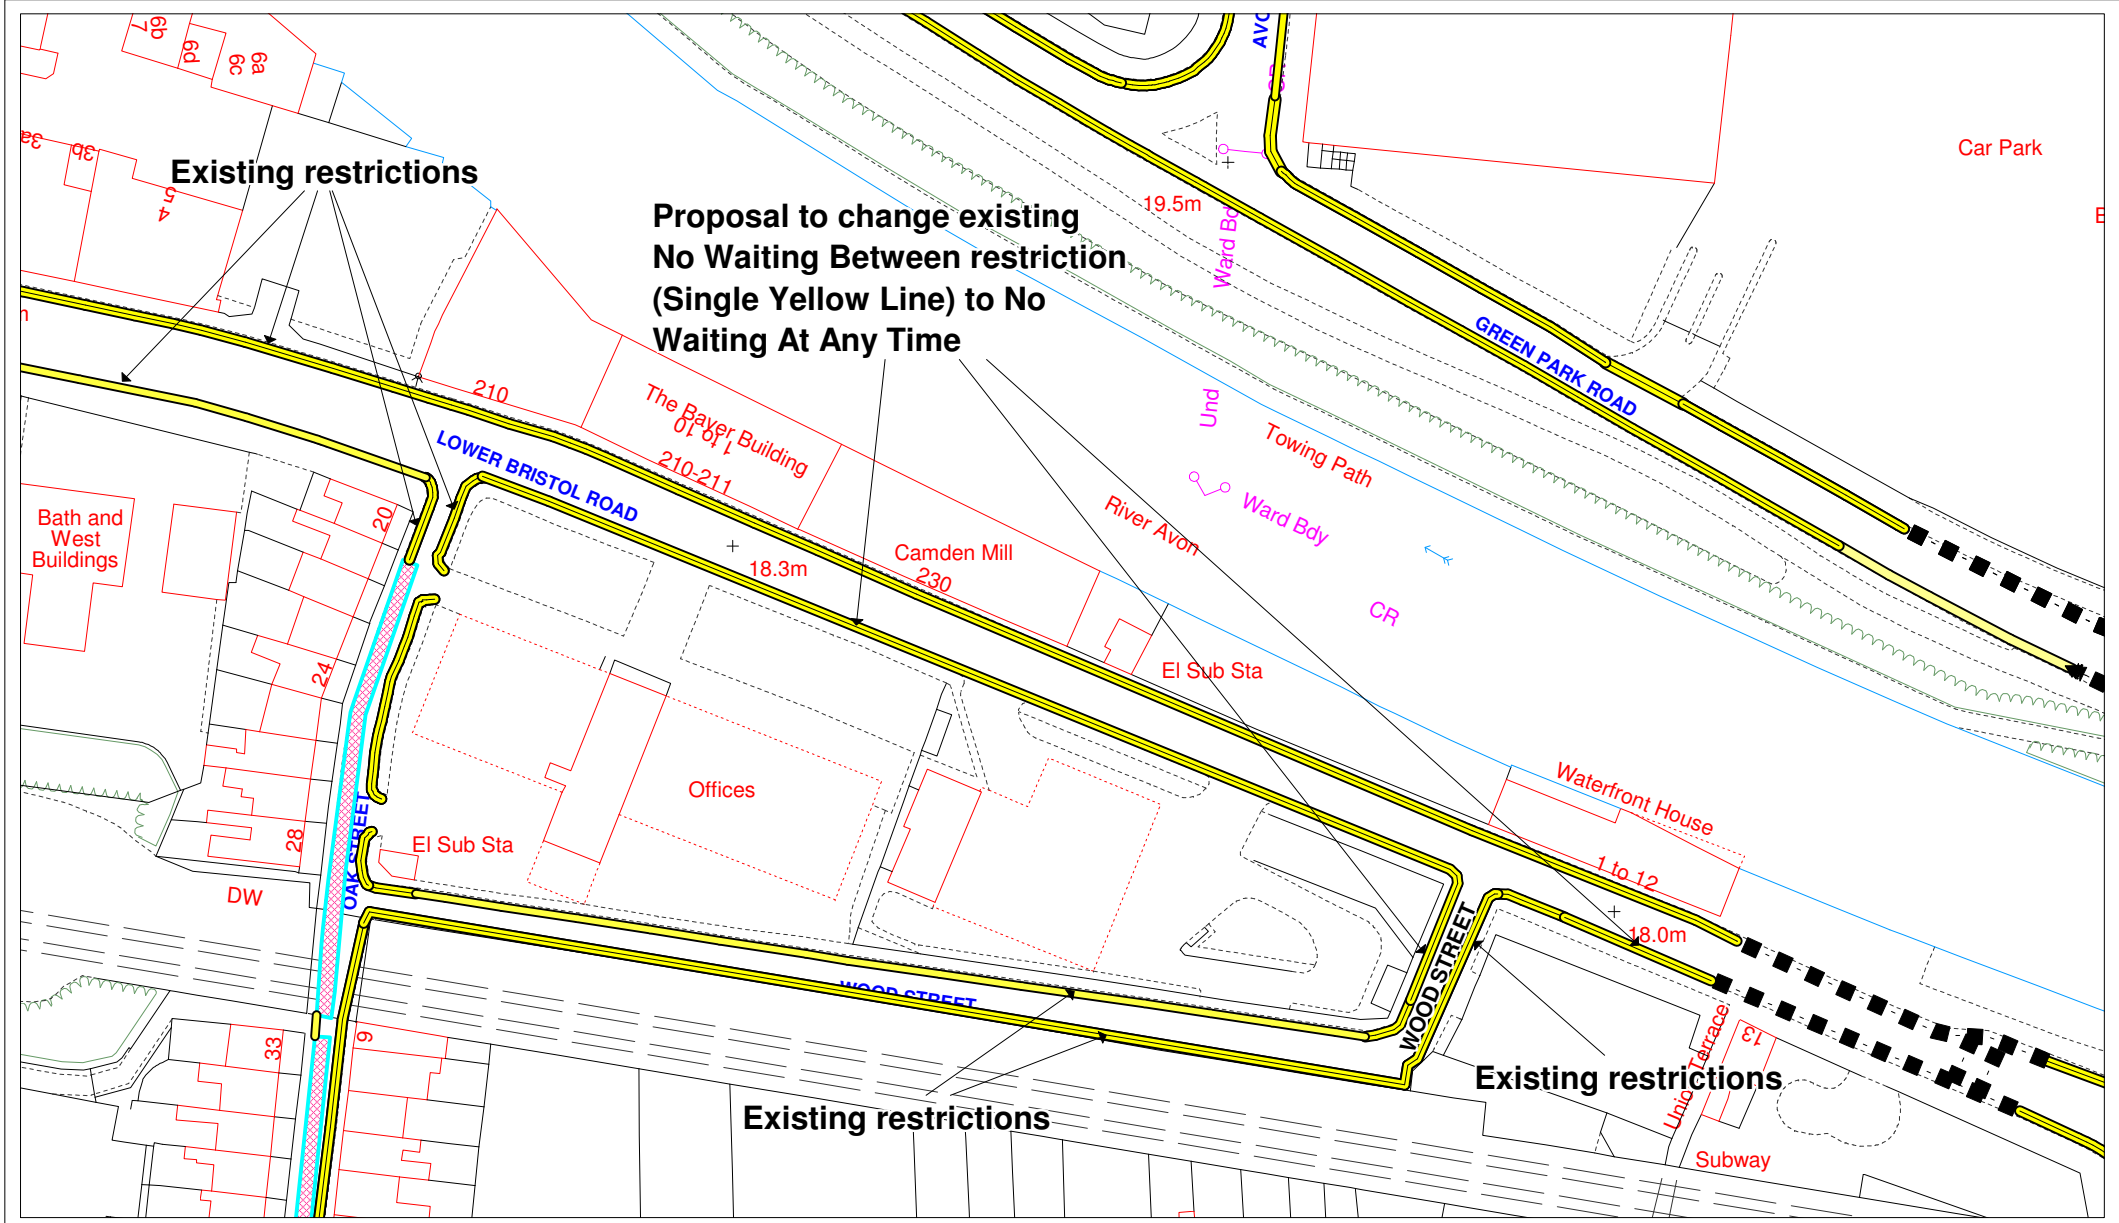 7
6b
6d
6c
6a
3b
5
4
Existing restrictions
Proposal to change existing
No Waiting Between restriction
(Single Yellow Line) to No
Waiting At Any Time
AVO
19.5m
Ward Bd
Car Park
GREEN PARK ROAD
210
The Bayer Building
1 to 10
210-211
LOWER BRISTOL ROAD
Und
Towing Path
River Avon
Ward Bdy
CR
Bath and
West
Buildings
20
18.3m
Camden Mill
230
El Sub Sta
24
Offices
Waterfront House
1 to 12
28
OAK STREET
El Sub Sta
DW
18.0m
WOOD STREET
WOOD STREET
33
9
Existing restrictions
Existing restrictions
Union Terrace
13
Subway